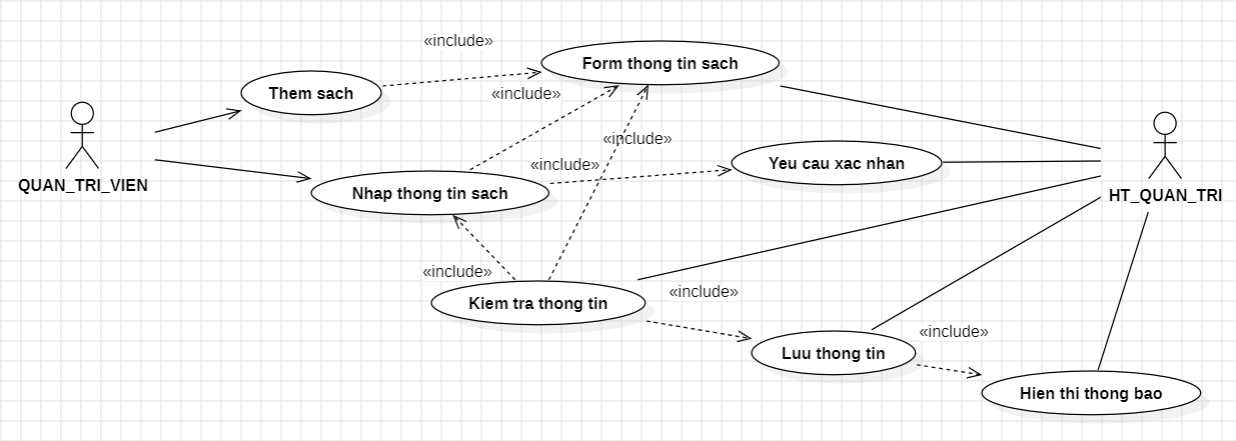 «include»
Form thong tin sach
Them sach
«include»
«include»
QUAN_TRI_VIEN
«include»
Yeu cau xac nhan
Nhap thong tin sach
HT_QUAN_TRI
«include»
Kiem tra thong tin
«include»
«include»
Luu thong tin
Hien thi thong bao